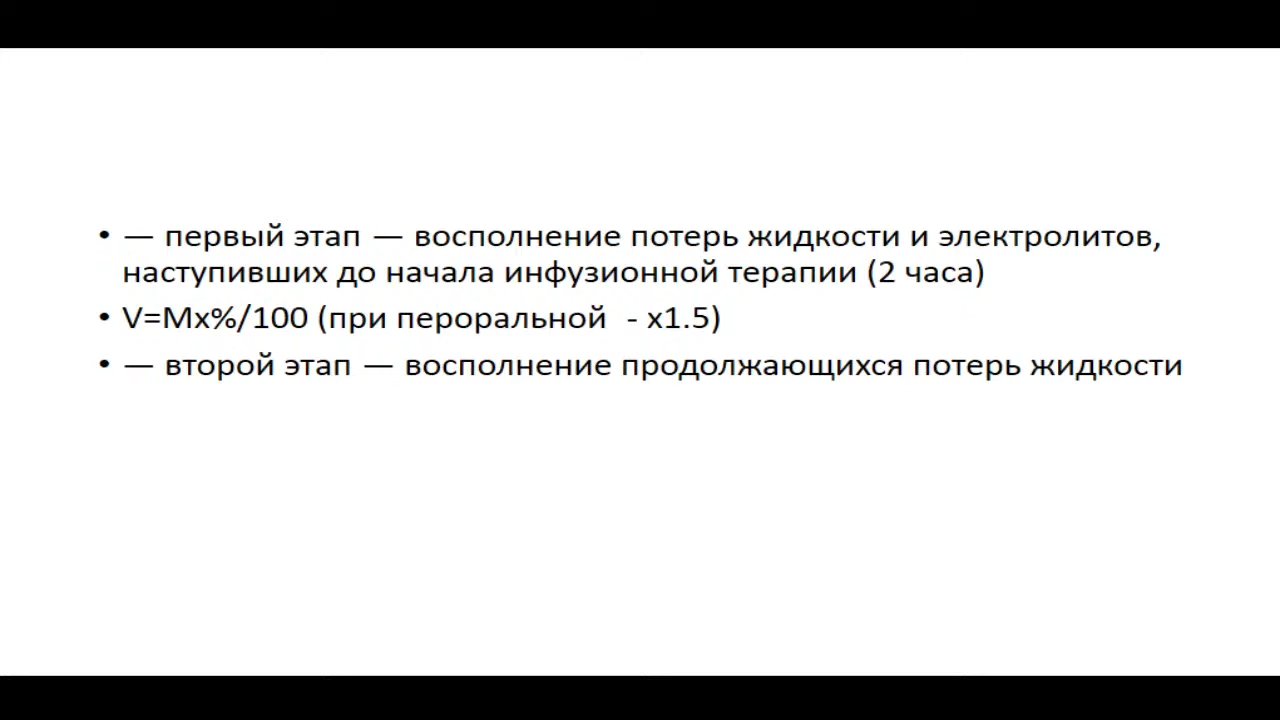 • — первый этап — восполнение потерь жидкости и электролитов,
наступивших до начала инфузионной терапии (2 часа)
• V=Mx%/100 (при пероральной - x1.5)
• — второй этап — восполнение продолжающихся потерь жидкости